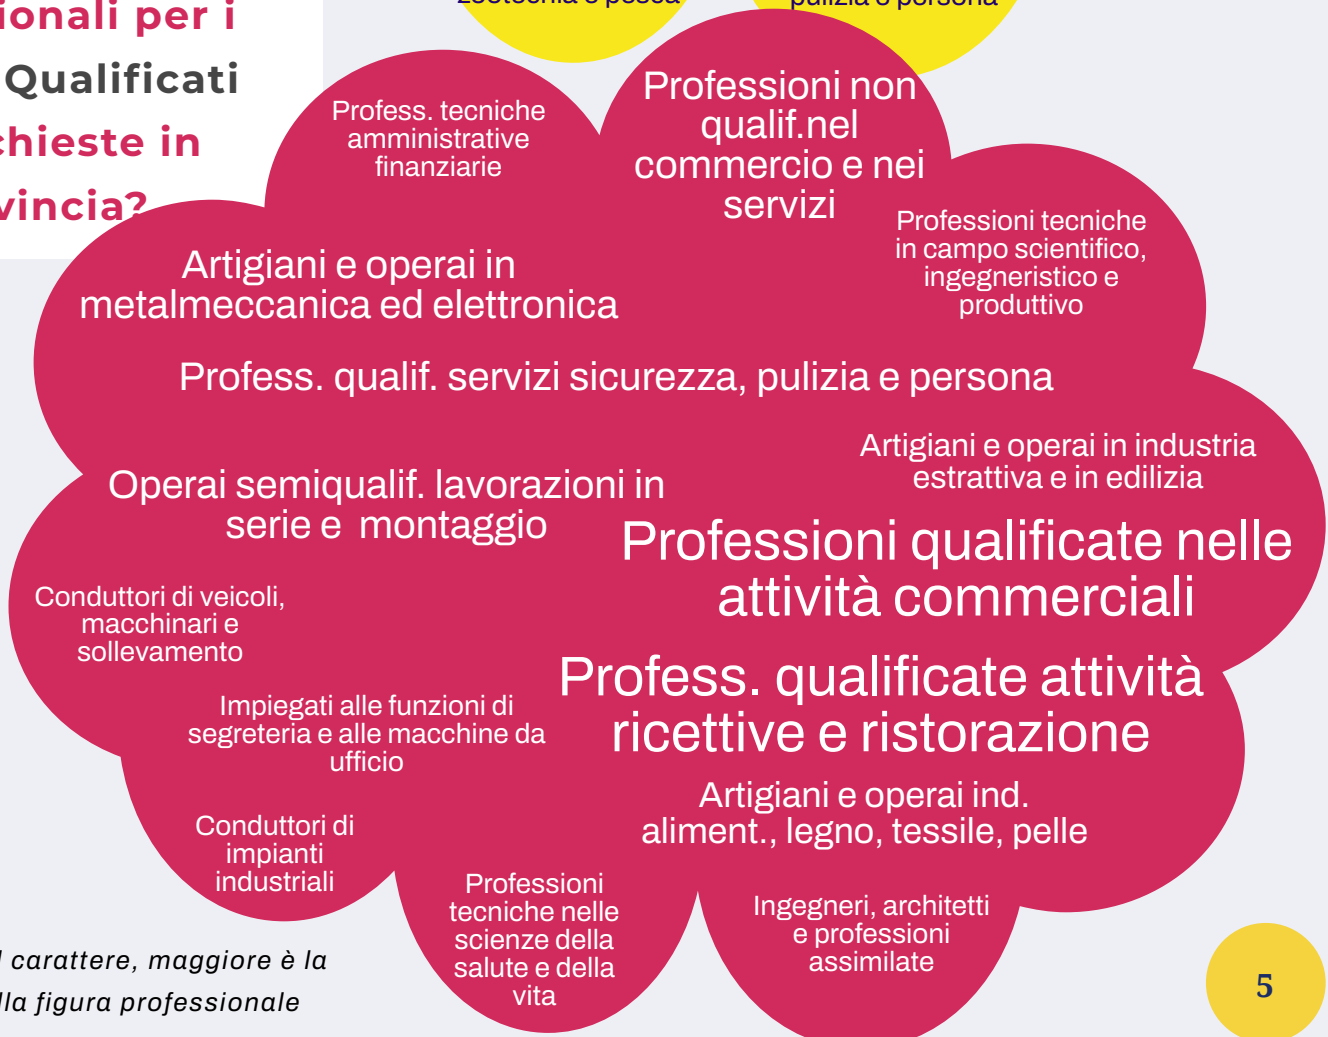 ionali per i
Qualificati
chieste in
vincia?
pulizia e persona
Profess. tecniche
amministrative
finanziarie
Professioni non
qualif.nel
commercio e nei
servizi
Professioni tecniche
in campo scientifico,
ingegneristico e
produttivo
Artigiani e operai in
metalmeccanica ed elettronica
Profess. qualif. servizi sicurezza, pulizia e persona
Artigiani e operai in industria
estrattiva e in edilizia
Operai semiqualif. lavorazioni in
serie e montaggio
Professioni qualificate nelle
attività commerciali
Conduttori di veicoli,
macchinari e
sollevamento
Profess. qualificate attività
ricettive e ristorazione
Impiegati alle funzioni di
segreteria e alle macchine da
ufficio
Artigiani e operai ind.
aliment., legno, tessile, pelle
Conduttori di
impianti
industriali
Professioni
tecniche nelle
scienze della
salute e della
vita
Ingegneri, architetti
e professioni
assimilate
l carattere, maggiore è la
lla figura professionale
5